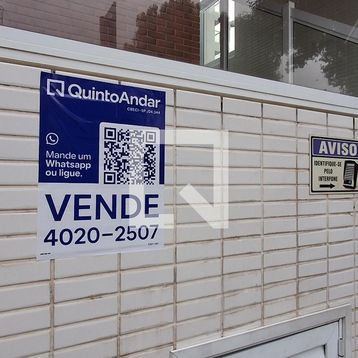 QuintoAndar
Mande um
Whatsapp
ou ligue.
VENDE
4020-2507
AVISO
IDENTIFIQUE-SE
PELO
INTERFONE